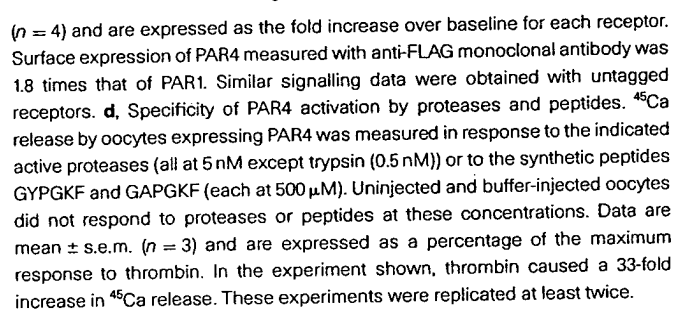 (n = 4) and are expressed as the fold increase over baseline for each receptor.
Surface expression of PAR4 measured with anti-FLAG monoclonal antibody was
1.8 times that of PAR1. Similar signalling data were obtained with untagged
receptors. d, Specificity of PAR4 activation by proteases and peptides. ⁴⁵Ca
release by oocytes expressing PAR4 was measured in response to the indicated
active proteases (all at 5 nM except trypsin (0.5 nM)) or to the synthetic peptides
GYPGKF and GAPGKF (each at 500 μM). Uninjected and buffer-injected oocytes
did not respond to proteases or peptides at these concentrations. Data are
mean ± s.e.m. (n = 3) and are expressed as a percentage of the maximum
response to thrombin. In the experiment shown, thrombin caused a 33-fold
increase in ⁴⁵Ca release. These experiments were replicated at least twice.